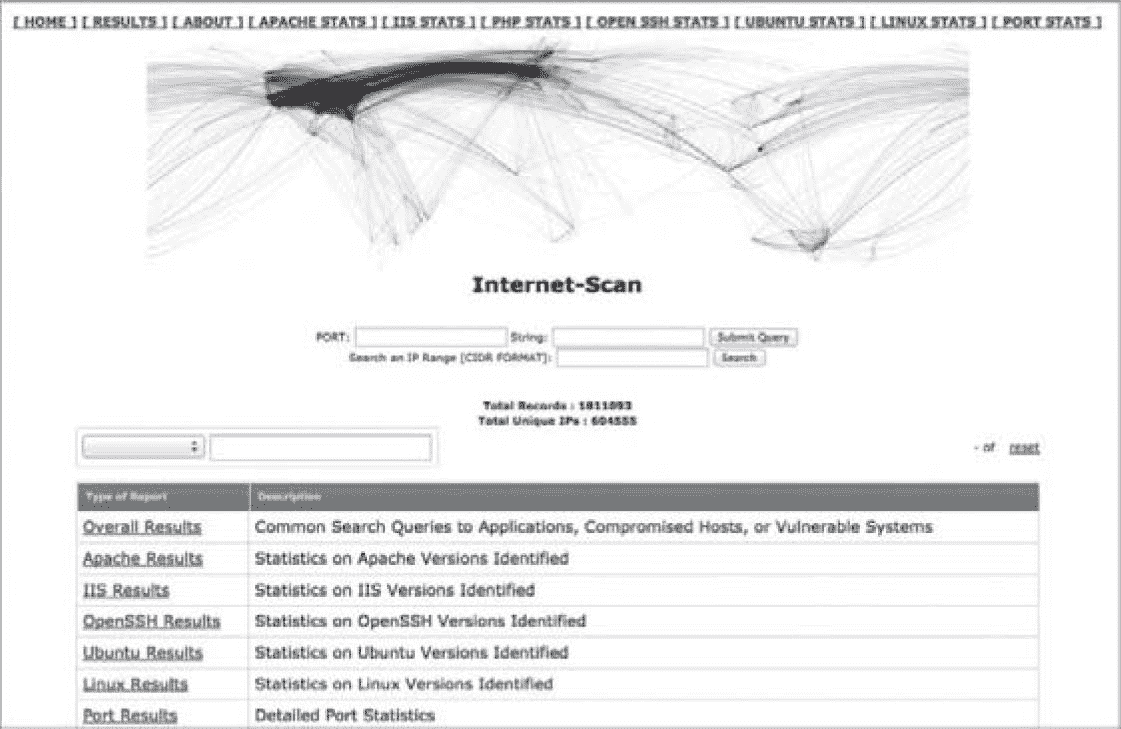 [ HOME ] [ RESULTS ] [ ABOUT ] [ APACHE STATS ] [ IIS STATS ] [ PHP STATS ] [ OPEN SSH STATS ] [ UBUNTU STATS ] [ LINUX STATS ] [ PORT STATS ]
Internet-Scan
PORT: String: Submit Query
Search an IP Range [CIDR FORMAT]: Search
Total Records : 1811093
Total Unique IPs : 604555
- of reset
Type of Report Description
Overall Results Common Search Queries to Applications, Compromised Hosts, or Vulnerable Systems
Apache Results Statistics on Apache Versions Identified
IIS Results Statistics on IIS Versions Identified
OpenSSH Results Statistics on OpenSSH Versions Identified
Ubuntu Results Statistics on Ubuntu Versions Identified
Linux Results Statistics on Linux Versions Identified
Port Results Detailed Port Statistics